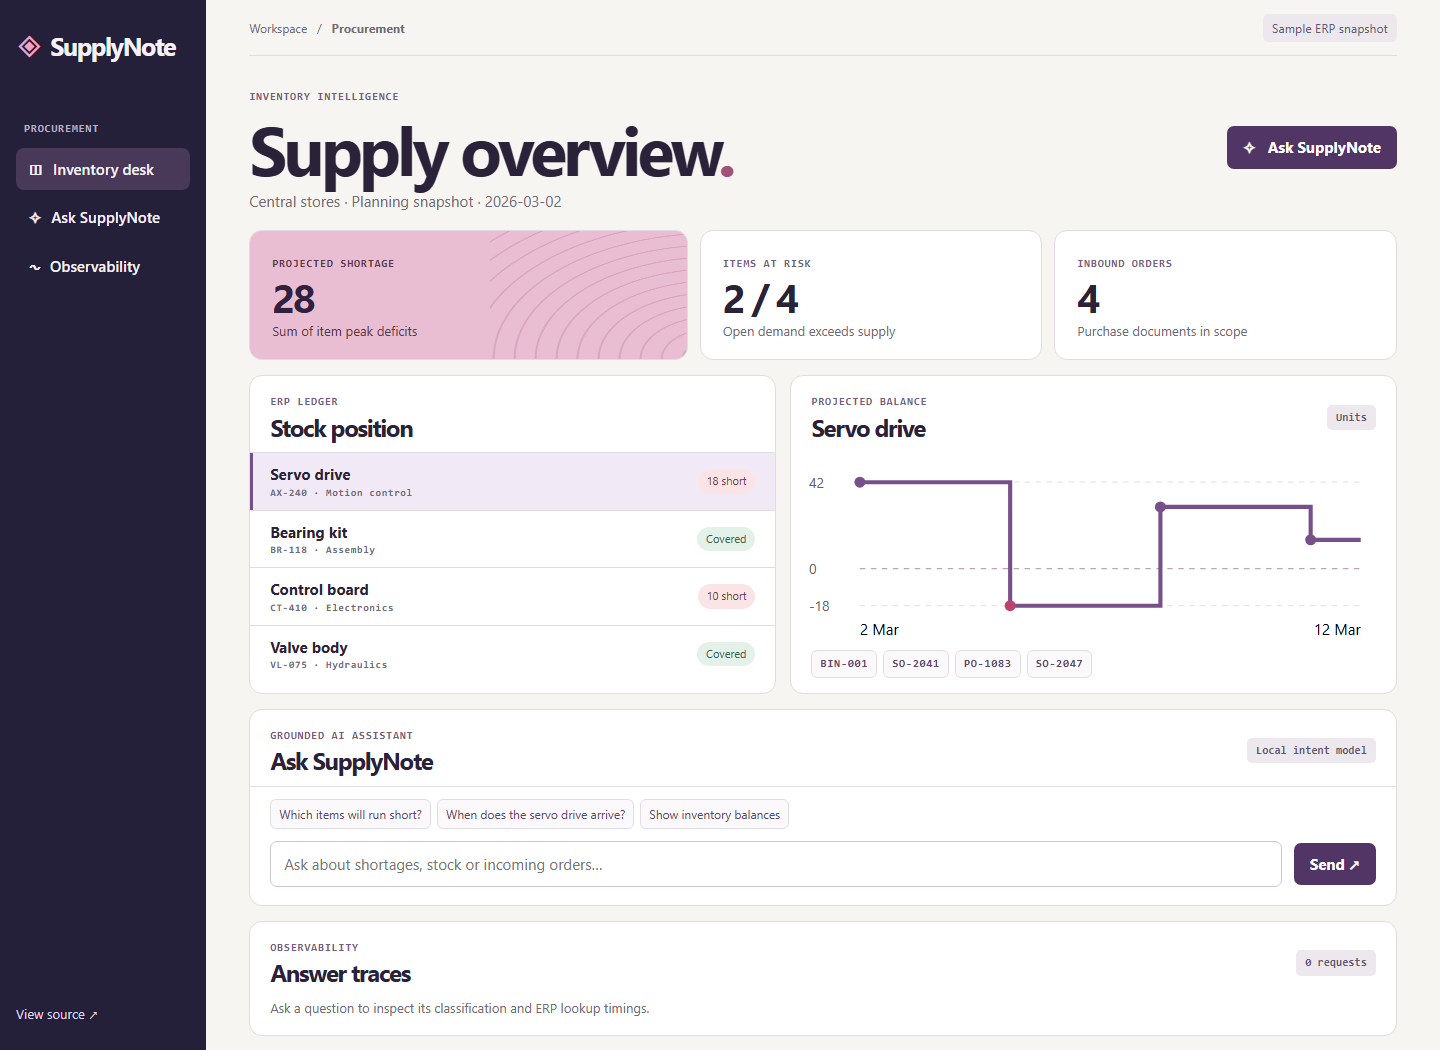 SupplyNote
PROCUREMENT
Inventory desk
Ask SupplyNote
Observability
View source ↗
Workspace / Procurement
Sample ERP snapshot
INVENTORY INTELLIGENCE
Supply overview.
Central stores · Planning snapshot · 2026-03-02
Ask SupplyNote
PROJECTED SHORTAGE
28
Sum of item peak deficits
ITEMS AT RISK
2 / 4
Open demand exceeds supply
INBOUND ORDERS
4
Purchase documents in scope
ERP LEDGER
Stock position
Servo drive
AX-240 · Motion control
18 short
Bearing kit
BR-118 · Assembly
Covered
Control board
CT-410 · Electronics
10 short
Valve body
VL-075 · Hydraulics
Covered
PROJECTED BALANCE
Servo drive
Units
42
0
-18
2 Mar
12 Mar
BIN-001
SO-2041
PO-1083
SO-2047
GROUNDED AI ASSISTANT
Ask SupplyNote
Local intent model
Which items will run short?
When does the servo drive arrive?
Show inventory balances
Ask about shortages, stock or incoming orders...
Send ↗
OBSERVABILITY
Answer traces
0 requests
Ask a question to inspect its classification and ERP lookup timings.